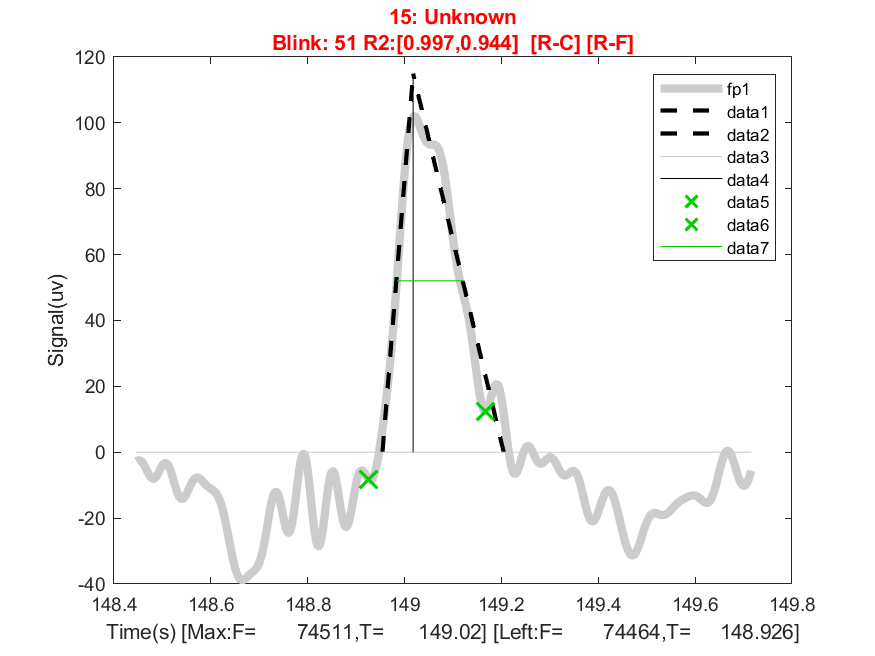 15: Unknown
Blink: 51 R2:[0.997,0.944] [R-C] [R-F]
120
100
80
60
40
20
0
-20
-40
Signal(uv)
fp1
data1
data2
data3
data4
data5
data6
data7
148.4
148.6
148.8
149
149.2
149.4
149.6
149.8
Time(s) [Max:F= 74511,T= 149.02] [Left:F= 74464,T= 148.926]